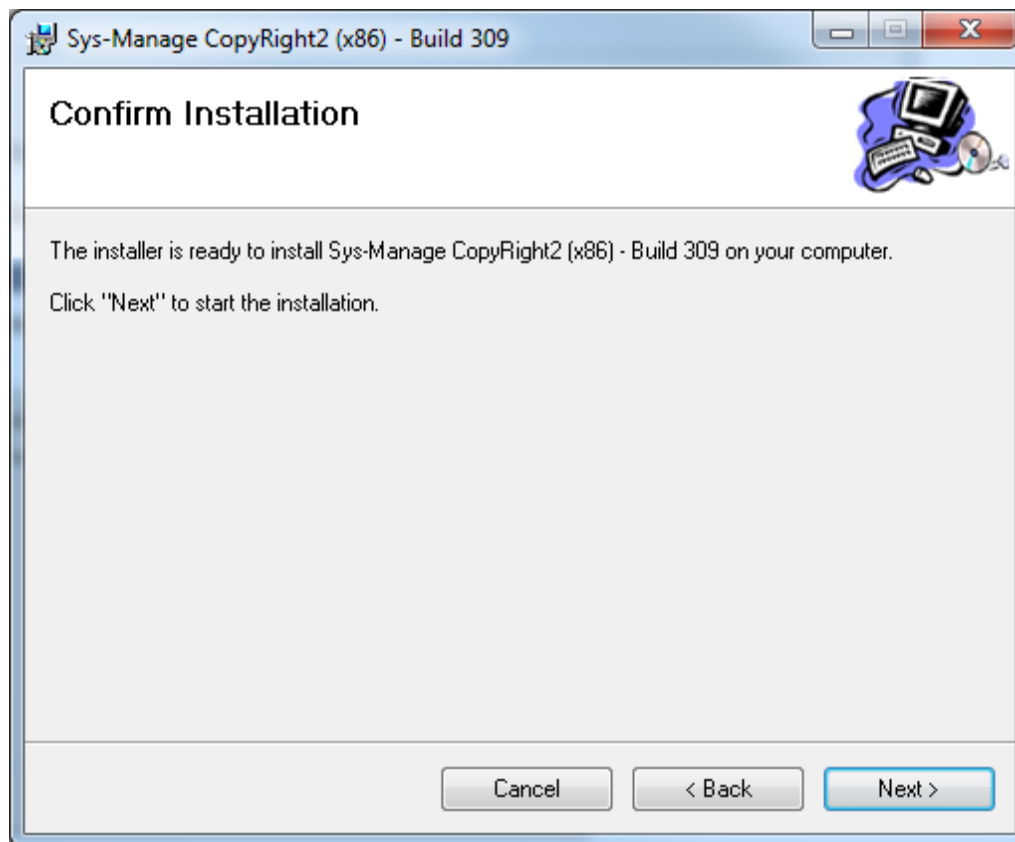 Sys-Manage CopyRight2 (x86) - Build 309
Confirm Installation
The installer is ready to install Sys-Manage CopyRight2 (x86) - Build 309 on your computer.
Click "Next" to start the installation.
Cancel
< Back
Next >